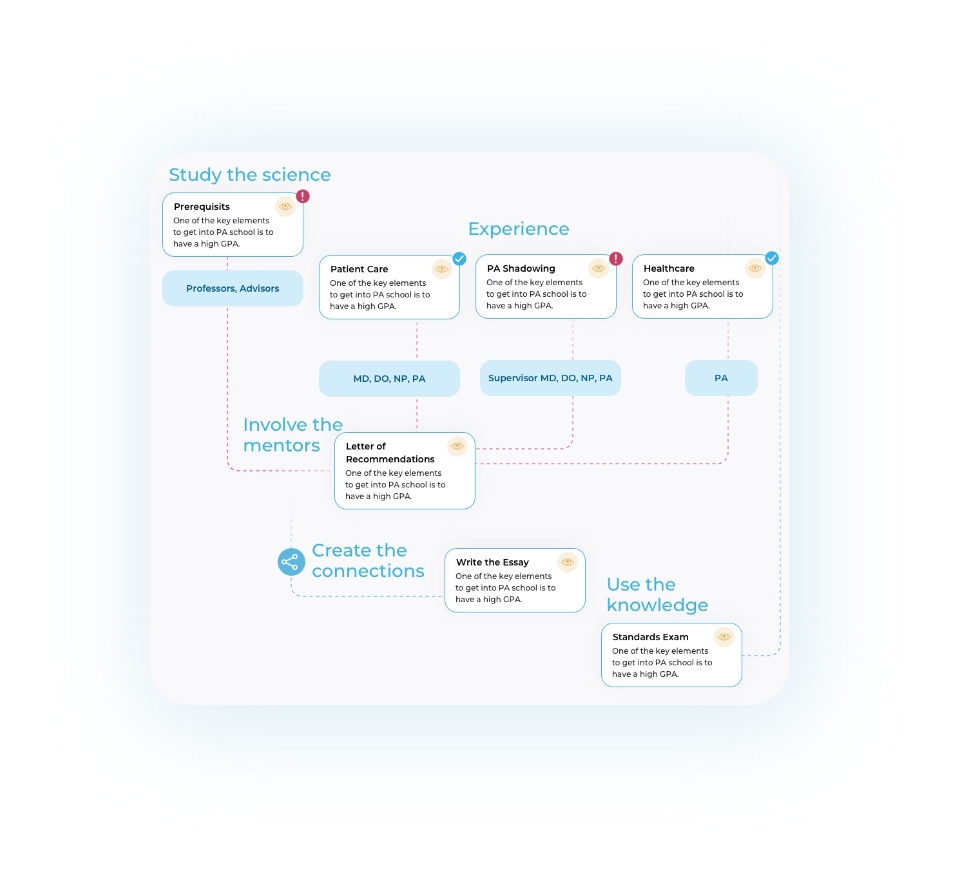 Study the science
Prerequisits
One of the key elements
to get into PA school is to
have a high GPA.
Professors, Advisors
Experience
Patient Care
One of the key elements
to get into PA school is to
have a high GPA.
PA Shadowing
One of the key elements
to get into PA school is to
have a high GPA.
Healthcare
One of the key elements
to get into PA school is to
have a high GPA.
MD, DO, NP, PA
Supervisor MD, DO, NP, PA
PA
Involve the
mentors
Letter of
Recommendations
One of the key elements
to get into PA school is to
have a high GPA.
Create the
connections
Write the Essay
One of the key elements
to get into PA school is to
have a high GPA.
Use the
knowledge
Standards Exam
One of the key elements
to get into PA school is to
have a high GPA.